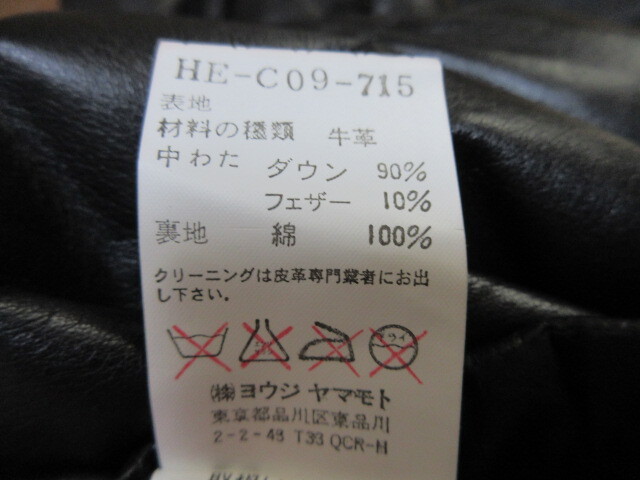 HE-C09-715
表地
材料の種類 牛革
中わた ダウン 90%
フェザー 10%
裏地 綿 100%
クリーニングは皮革専門業者にお出
し下さい。
ドライ
(株)ヨウジ ヤマモト
東京都品川区東品川
2-2-43 T33 QCR-H